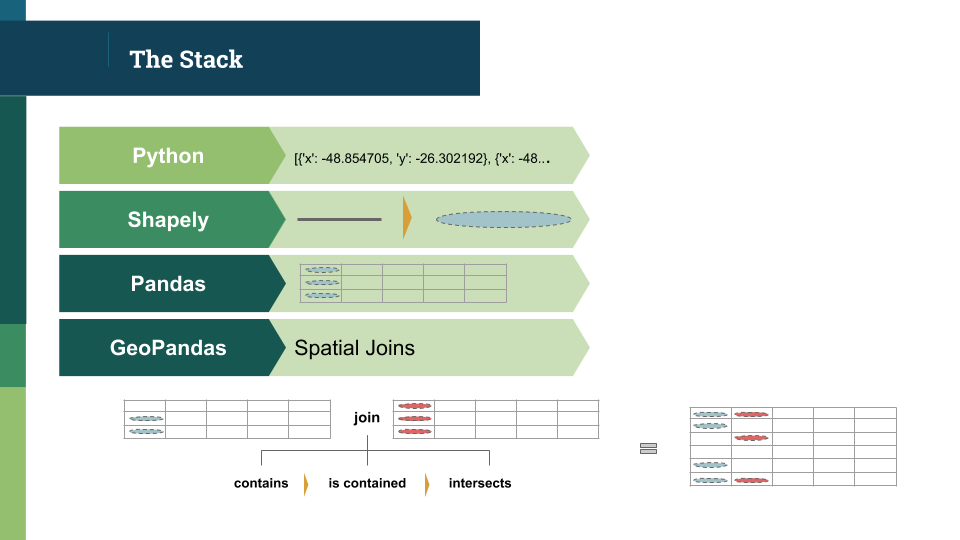 The Stack
Python
[{'x': -48.854705, 'y': -26.302192}, {'x': -48...
Shapely
Pandas
GeoPandas
Spatial Joins
join
=
contains
is contained
intersects